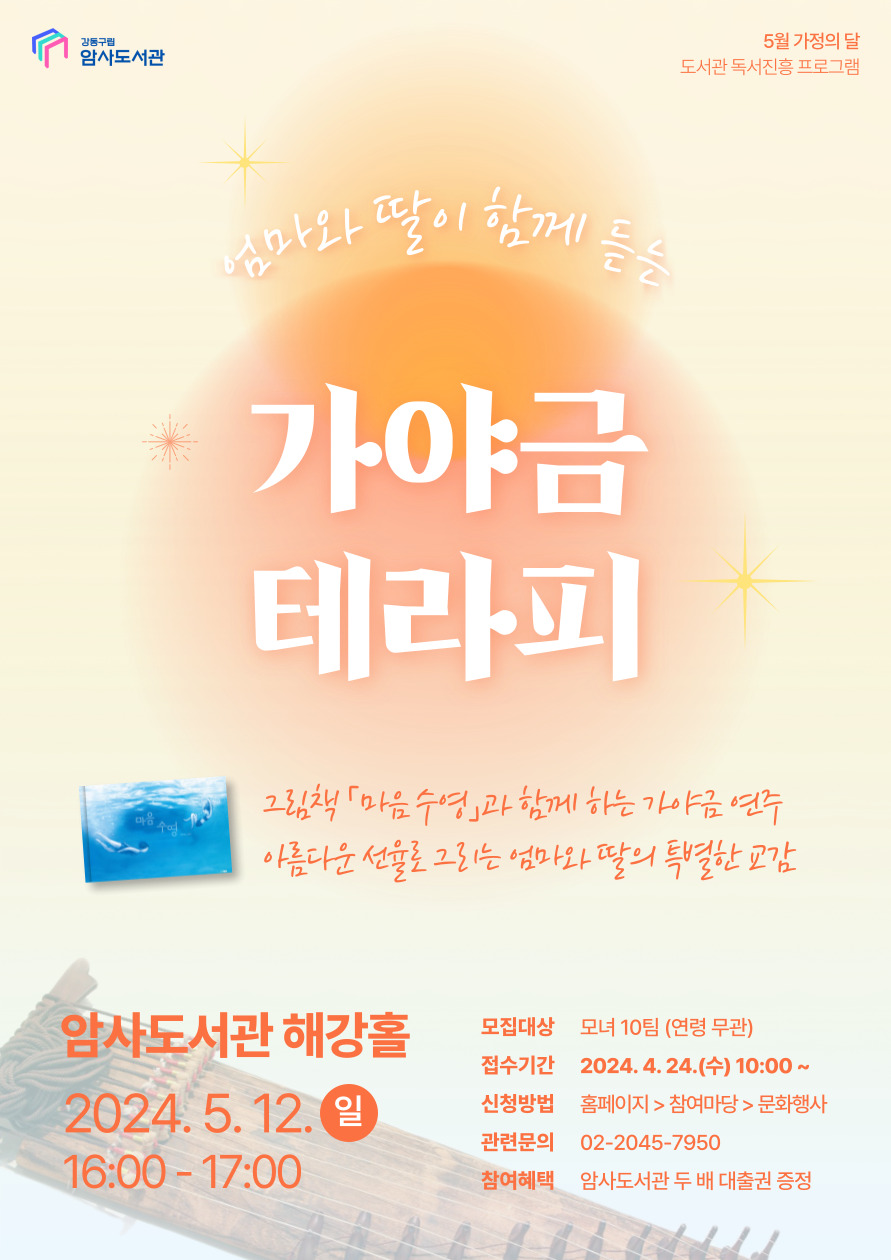 강동구립
암사도서관
5월 가정의 달
도서관 독서진흥 프로그램
엄마와 딸이 함께 듣는
가야금
테라피
마음
수영
그림책 「마음 수영」과 함께 하는 가야금 연주
아름다운 선율로 그리는 엄마와 딸의 특별한 교감
암사도서관 해강홀
2024. 5. 12. 일
16:00 - 17:00
모집대상 모녀 10팀 (연령 무관)
접수기간 2024. 4. 24.(수) 10:00 ~
신청방법 홈페이지 > 참여마당 > 문화행사
관련문의 02-2045-7950
참여혜택 암사도서관 두 배 대출권 증정